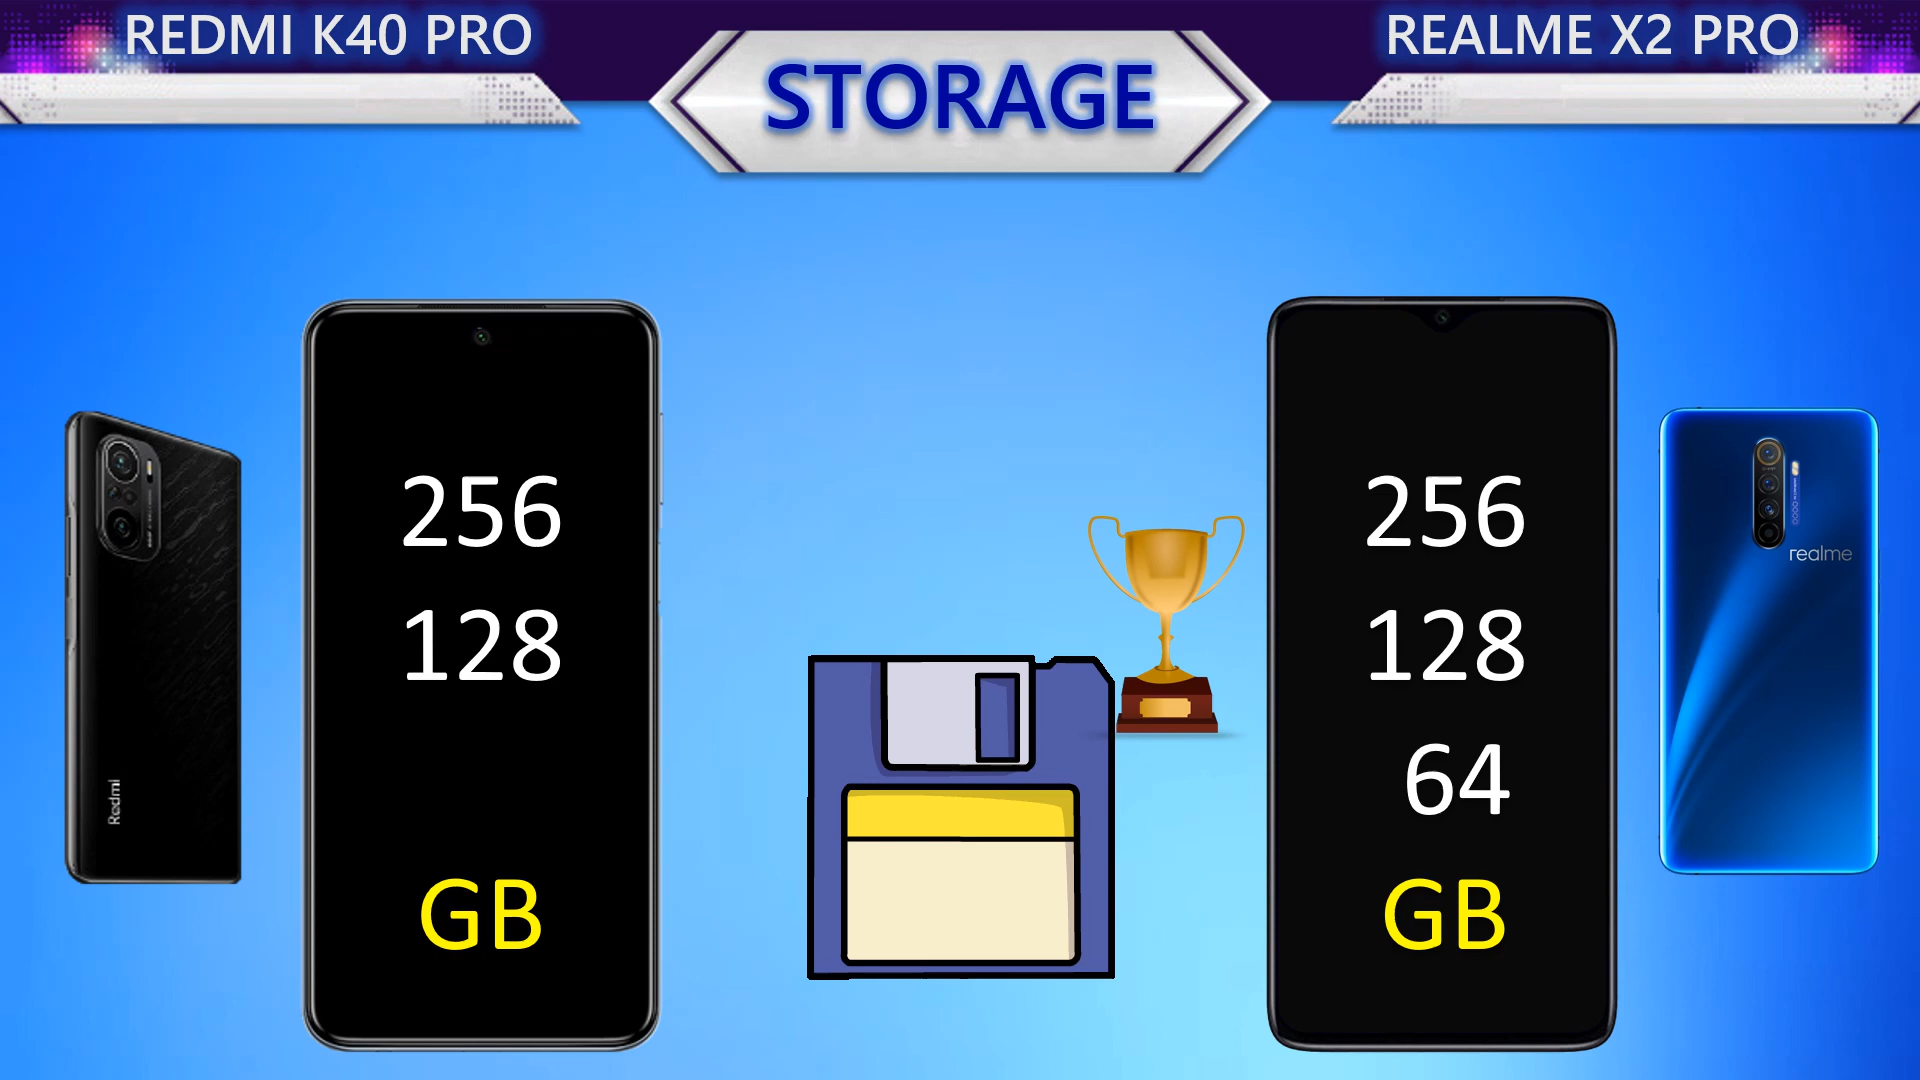 REDMI K40 PRO
STORAGE
REALME X2 PRO
256
128
GB
256
128
64
GB
Redmi
realme